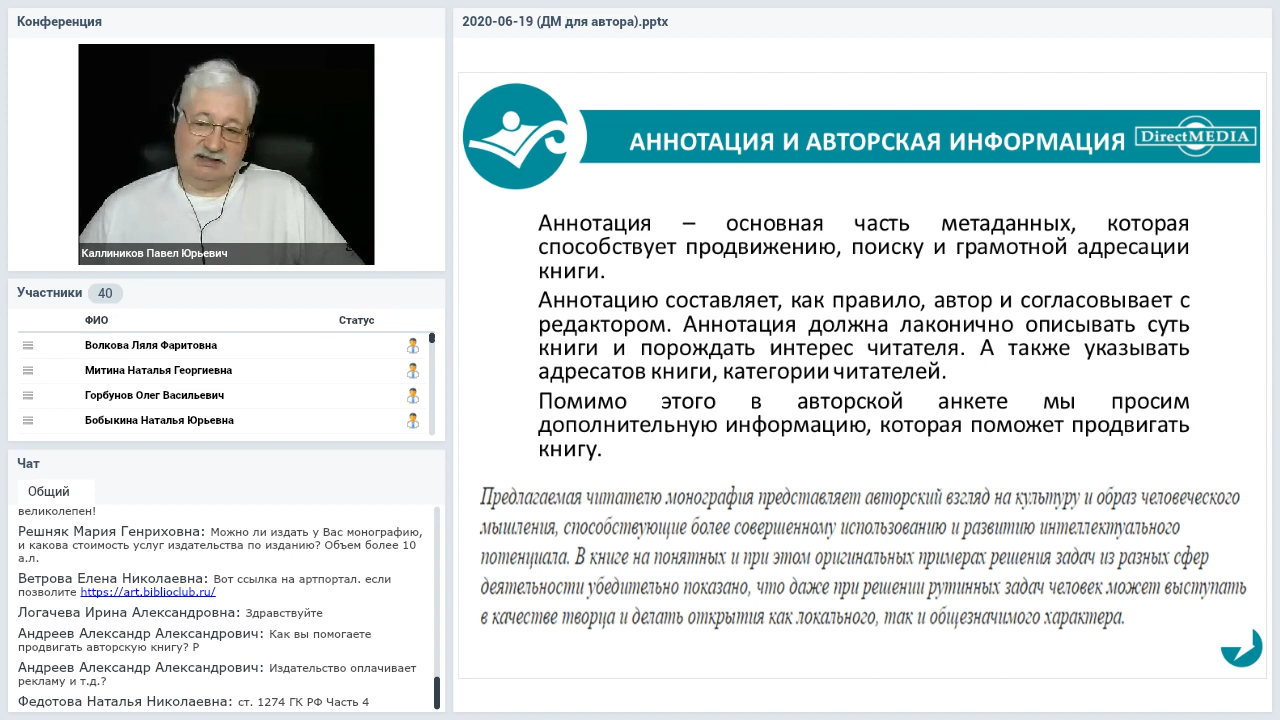 Конференция
Каллиников Павел Юрьевич
Участники 40
ФИО Статус
Волкова Ляля Фаритовна
Митина Наталья Георгиевна
Горбунов Олег Васильевич
Бобыкина Наталья Юрьевна
Чат
Общий
великолепен!
Решняк Мария Генриховна: Можно ли издать у Вас монографию,
и какова стоимость услуг издательства по изданию? Объем более 10
а.л.
Ветрова Елена Николаевна: Вот ссылка на артпортал. если
позволите https://art.biblioclub.ru/
Логачева Ирина Александровна: Здравствуйте
Андреев Александр Александрович: Как вы помогаете
продвигать авторскую книгу? Р
Андреев Александр Александрович: Издательство оплачивает
рекламу и т.д.?
Федотова Наталья Николаевна: ст. 1274 ГК РФ Часть 4
2020-06-19 (ДМ для автора).pptx
АННОТАЦИЯ И АВТОРСКАЯ ИНФОРМАЦИЯ
DirectMEDIA
Аннотация – основная часть метаданных, которая
способствует продвижению, поиску и грамотной адресации
книги.
Аннотацию составляет, как правило, автор и согласовывает с
редактором. Аннотация должна лаконично описывать суть
книги и порождать интерес читателя. А также указывать
адресатов книги, категории читателей.
Помимо этого в авторской анкете мы просим
дополнительную информацию, которая поможет продвигать
книгу.
Предлагаемая читателю монография представляет авторский взгляд на культуру и образ человеческого
мышления, способствующие более совершенному использованию и развитию интеллектуального
потенциала. В книге на понятных и при этом оригинальных примерах решения задач из разных сфер
деятельности убедительно показано, что даже при решении рутинных задач человек может выступать
в качестве творца и делать открытия как локального, так и общезначимого характера.